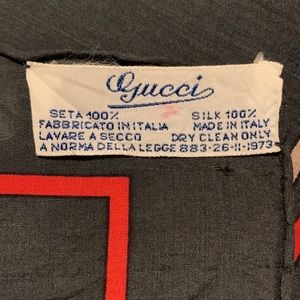 Gucci
SETA 100% SILK 100%
FABBRICATO IN ITALIA MADE IN ITALY
LAVARE A SECCO DRY CLEAN ONLY
A NORMA DELLA LEGGE 883-26-11-1973